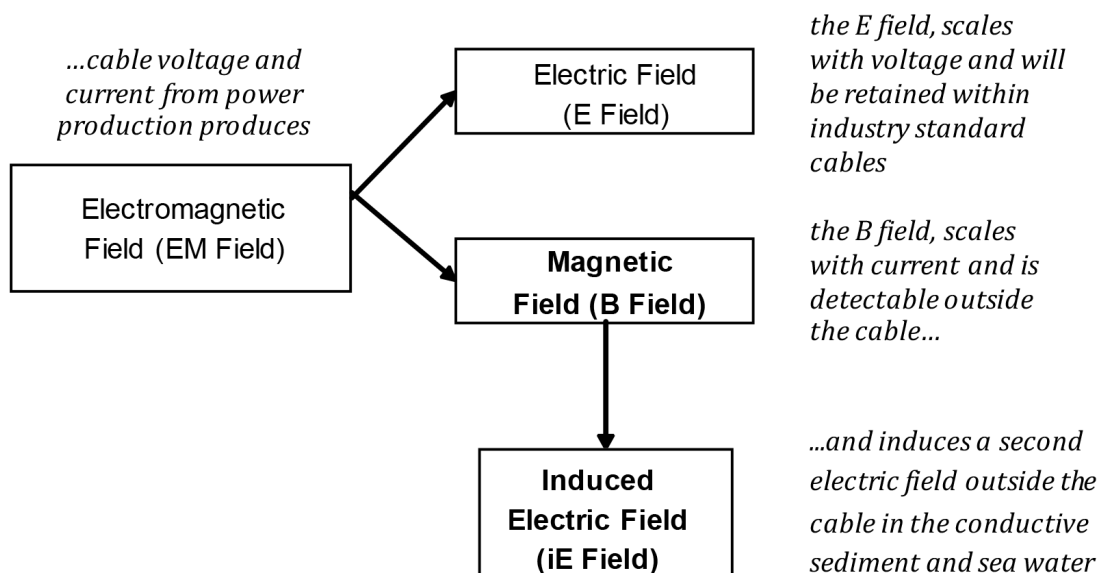 ...cable voltage and
current from power
production produces
Electromagnetic
Field (EM Field)
Electric Field
(E Field)
the E field, scales
with voltage and will
be retained within
industry standard
cables
Magnetic
Field (B Field)
the B field, scales
with current and is
detectable outside
the cable...
Induced
Electric Field
(iE Field)
...and induces a second
electric field outside the
cable in the conductive
sediment and sea water